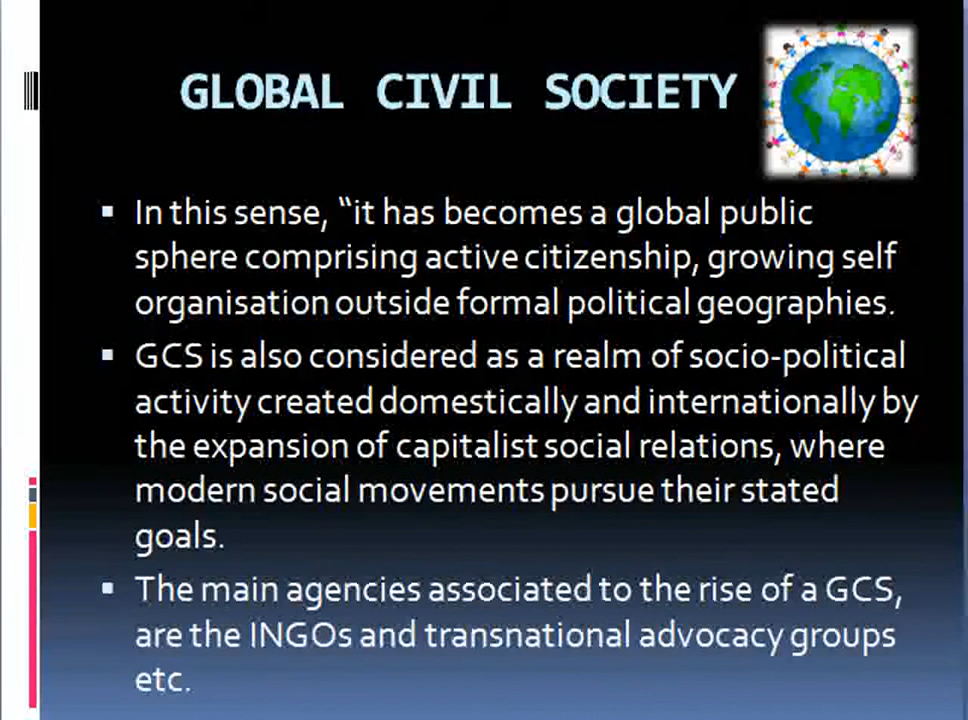 GLOBAL CIVIL SOCIETY
In this sense, “it has becomes a global public
sphere comprising active citizenship, growing self
organisation outside formal political geographies.
GCS is also considered as a realm of socio-political
activity created domestically and internationally by
the expansion of capitalist social relations, where
modern social movements pursue their stated
goals.
The main agencies associated to the rise of a GCS,
are the INGOs and transnational advocacy groups
etc.